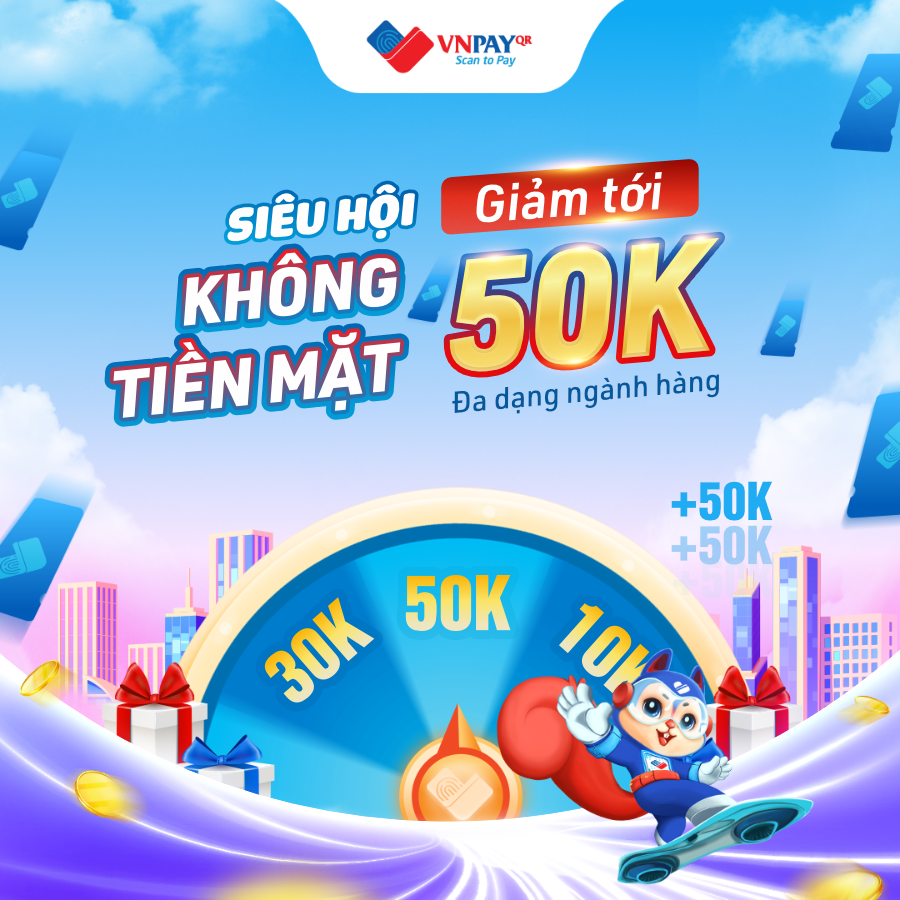 VNPAYQR
Scan to Pay
SIÊU HỘI
KHÔNG
TIỀN MẶT
Giảm tới
50K
Đa dạng ngành hàng
+50K
+50K
+50K
30K
50K
10K